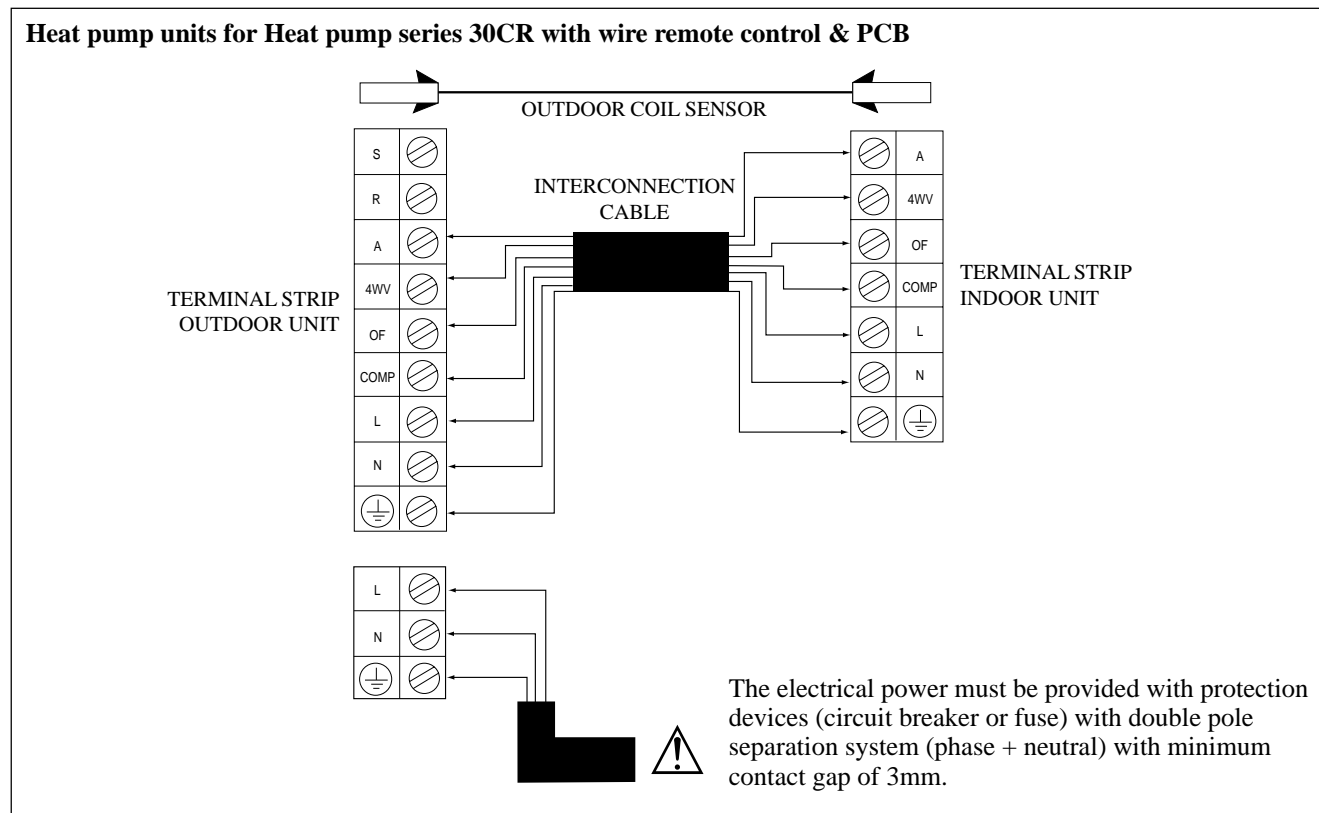 Heat pump units for Heat pump series 30CR with wire remote control & PCB
OUTDOOR COIL SENSOR
INTERCONNECTION
CABLE
TERMINAL STRIP
OUTDOOR UNIT
S
R
A
4WV
OF
COMP
L
N
A
4WV
OF
COMP
L
N
TERMINAL STRIP
INDOOR UNIT
L
N
The electrical power must be provided with protection
devices (circuit breaker or fuse) with double pole
separation system (phase + neutral) with minimum
contact gap of 3mm.